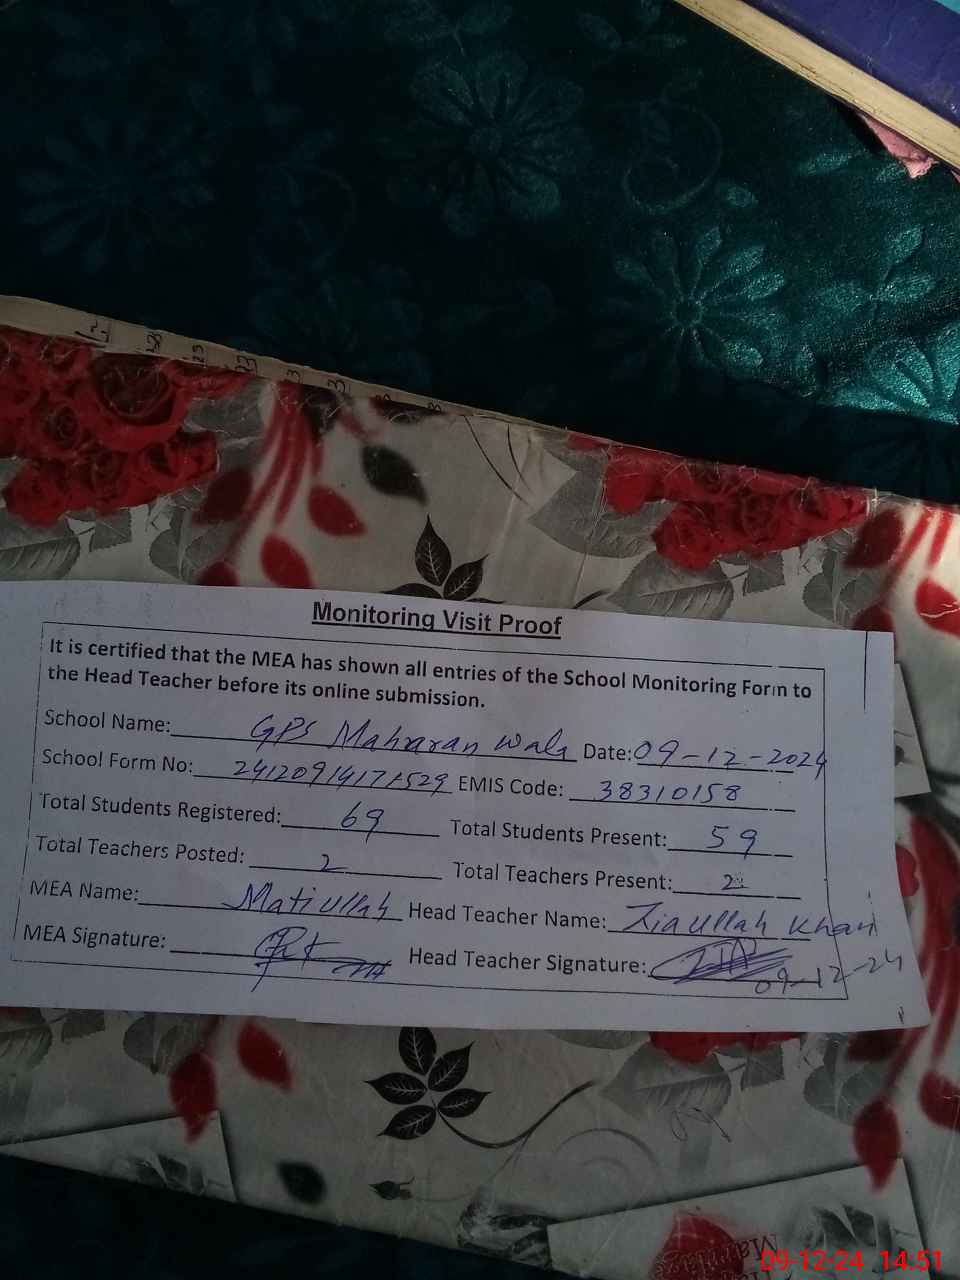 Monitoring Visit Proof
It is certified that the MEA has shown all entries of the School Monitoring Form to
the Head Teacher before its online submission.
School Name: GPS Maharan Wala Date: 09-12-2024
School Form No: 24120914171529 EMIS Code: 38310158
Total Students Registered: 69 Total Students Present: 59
Total Teachers Posted: 2 Total Teachers Present: 2
MEA Name: Matiullah Head Teacher Name: Ziaullah Khan
MEA Signature: Head Teacher Signature:
09-12-24
09-12-24 14:51